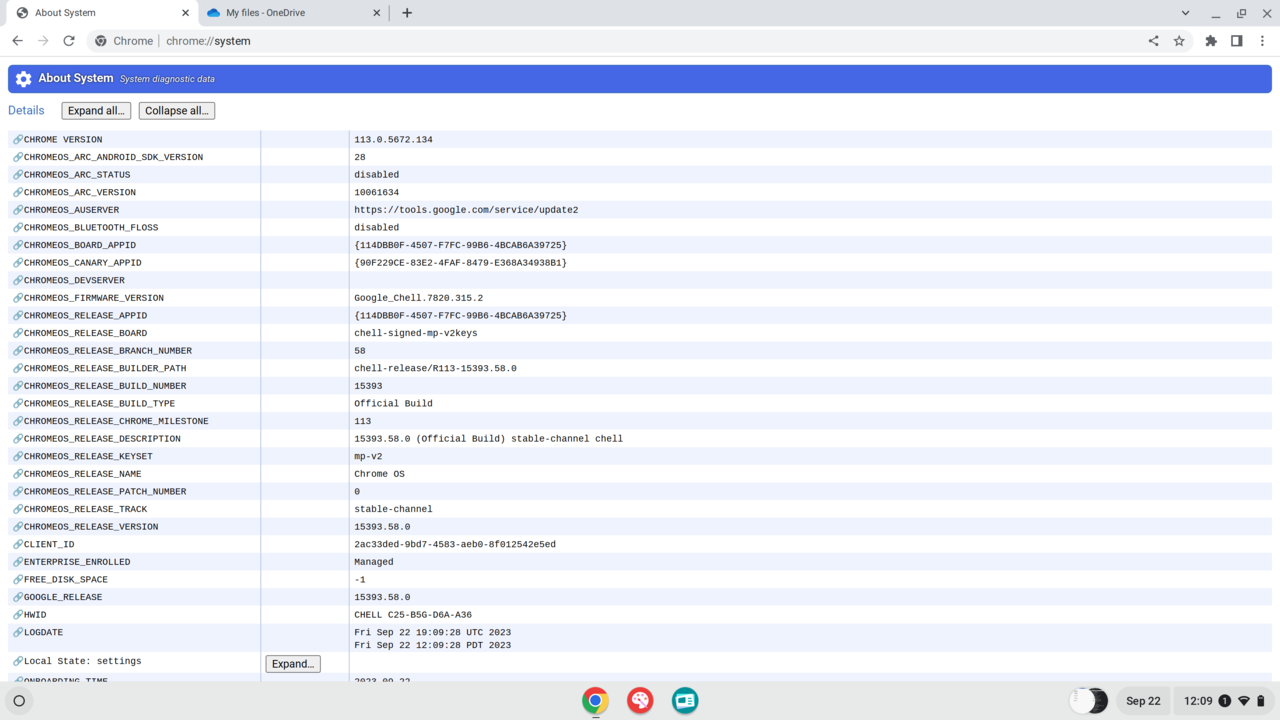 About System
My files - OneDrive
Chrome
chrome://system
About System System diagnostic data
Details Expand all... Collapse all...
CHROME VERSION 113.0.5672.134
CHROMEOS_ARC_ANDROID_SDK_VERSION 28
CHROMEOS_ARC_STATUS disabled
CHROMEOS_ARC_VERSION 10061634
CHROMEOS_AUSERVER https://tools.google.com/service/update2
CHROMEOS_BLUETOOTH_FLOSS disabled
CHROMEOS_BOARD_APPID {114DBB0F-4507-F7FC-99B6-4BCAB6A39725}
CHROMEOS_CANARY_APPID {90F229CE-83E2-4FAF-8479-E368A34938B1}
CHROMEOS_DEVSERVER
CHROMEOS_FIRMWARE_VERSION Google_Chell.7820.315.2
CHROMEOS_RELEASE_APPID {114DBB0F-4507-F7FC-99B6-4BCAB6A39725}
CHROMEOS_RELEASE_BOARD chell-signed-mp-v2keys
CHROMEOS_RELEASE_BRANCH_NUMBER 58
CHROMEOS_RELEASE_BUILDER_PATH chell-release/R113-15393.58.0
CHROMEOS_RELEASE_BUILD_NUMBER 15393
CHROMEOS_RELEASE_BUILD_TYPE Official Build
CHROMEOS_RELEASE_CHROME_MILESTONE 113
CHROMEOS_RELEASE_DESCRIPTION 15393.58.0 (Official Build) stable-channel chell
CHROMEOS_RELEASE_KEYSET mp-v2
CHROMEOS_RELEASE_NAME Chrome OS
CHROMEOS_RELEASE_PATCH_NUMBER 0
CHROMEOS_RELEASE_TRACK stable-channel
CHROMEOS_RELEASE_VERSION 15393.58.0
CLIENT_ID 2ac33ded-9bd7-4583-aeb0-8f012542e5ed
ENTERPRISE_ENROLLED Managed
FREE_DISK_SPACE -1
GOOGLE_RELEASE 15393.58.0
HWID CHELL C25-B5G-D6A-A36
LOGDATE Fri Sep 22 19:09:28 UTC 2023
Fri Sep 22 12:09:28 PDT 2023
Local State: settings Expand...
ONBOARDING_TIME 2023-09-22
Sep 22 12:09 1